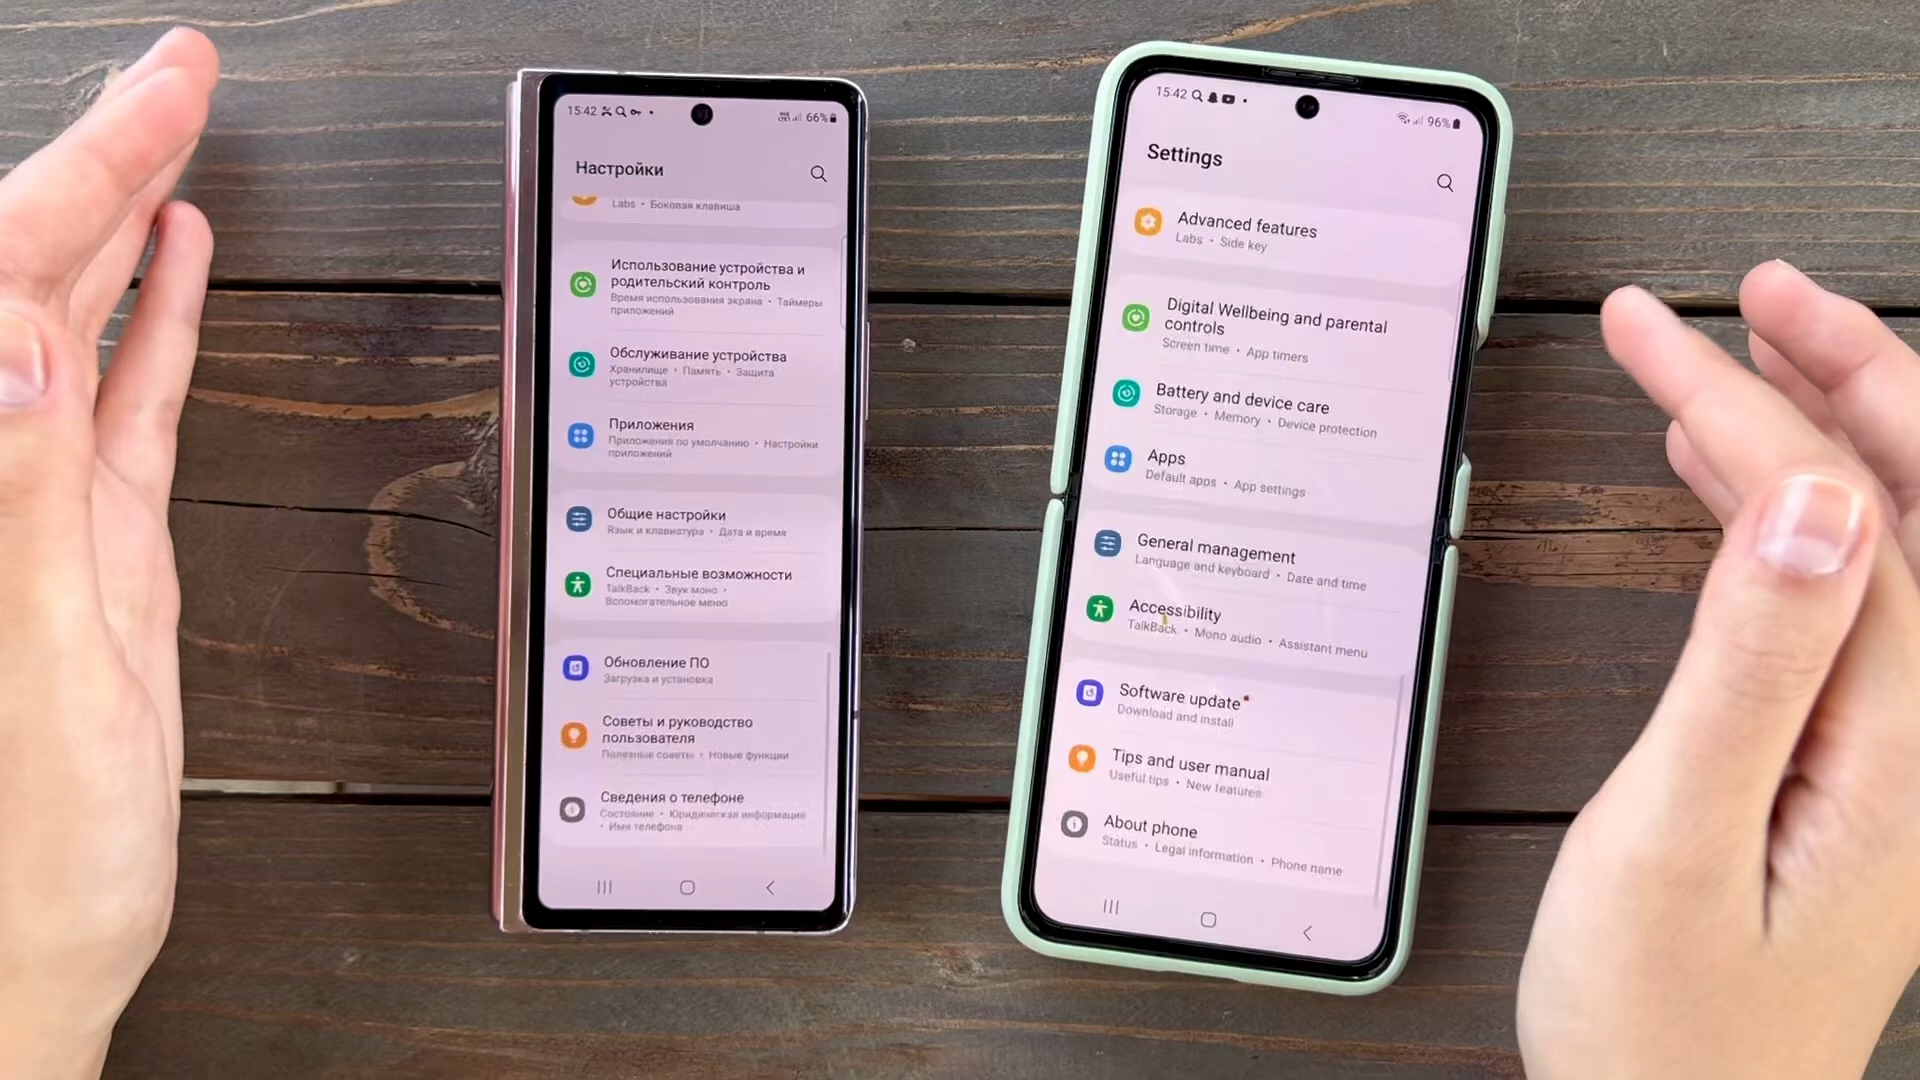 15:42
66%
Настройки
Labs • Боковая клавиша
Использование устройства и
родительский контроль
Время использования экрана • Таймеры
приложений
Обслуживание устройства
Хранилище • Память • Защита
устройства
Приложения
Приложения по умолчанию • Настройки
приложений
Общие настройки
Язык и клавиатура • Дата и время
Специальные возможности
TalkBack • Звук моно •
Вспомогательное меню
Обновление ПО
Загрузка и установка
Советы и руководство
пользователя
Полезные советы • Новые функции
Сведения о телефоне
Состояние • Юридическая информация
• Имя телефона
15:42
96%
Settings
Advanced features
Labs • Side key
Digital Wellbeing and parental
controls
Screen time • App timers
Battery and device care
Storage • Memory • Device protection
Apps
Default apps • App settings
General management
Language and keyboard • Date and time
Accessibility
TalkBack • Mono audio • Assistant menu
Software update
Download and install
Tips and user manual
Useful tips • New features
About phone
Status • Legal information • Phone name